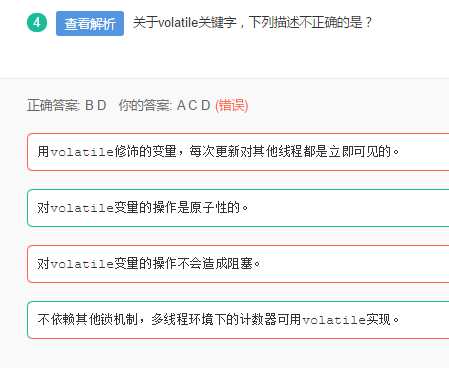 4 查看解析 关于volatile关键字，下列描述不正确的是？
正确答案: B D 你的答案: A C D (错误)
用volatile修饰的变量，每次更新对其他线程都是立即可见的。
对volatile变量的操作是原子性的。
对volatile变量的操作不会造成阻塞。
不依赖其他锁机制，多线程环境下的计数器可用volatile实现。